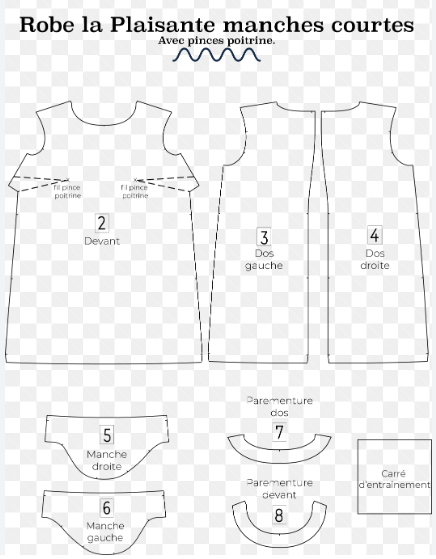 Robe la Plaisante manches courtes
Avec pinces poitrine.
fil pince
poitrine
fil pince
poitrine
2
Devant
3
Dos
gauche
4
Dos
droite
5
Manche
droite
6
Manche
gauche
Parementure
dos
7
Parementure
devant
8
Carré
d'entraînement